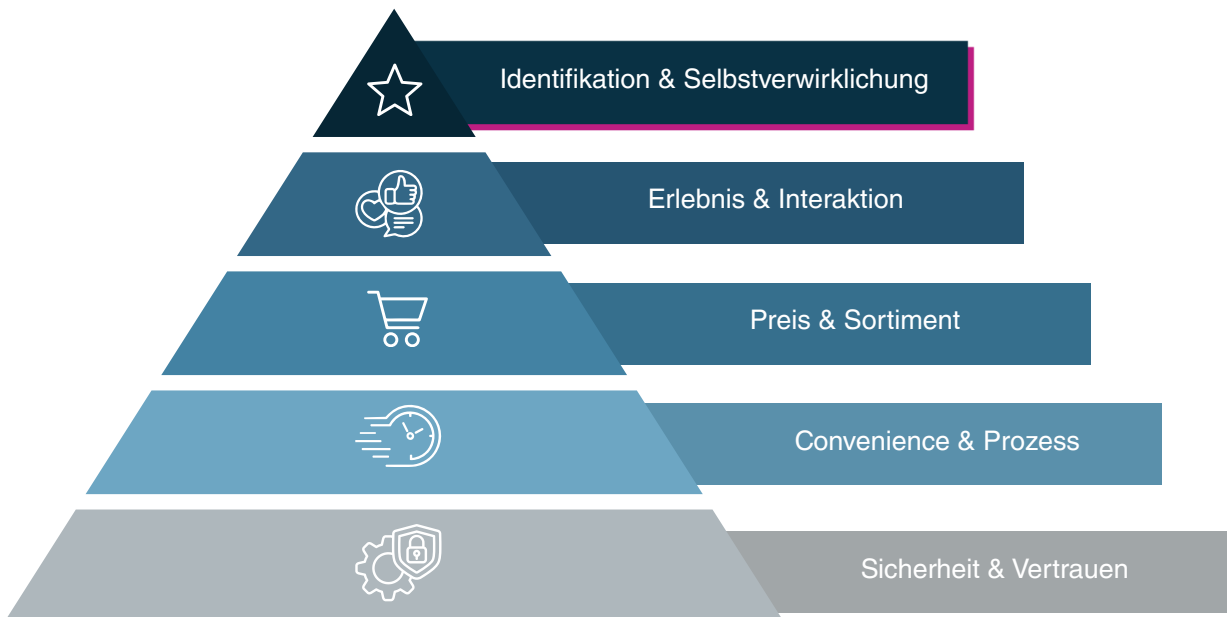 Identifikation & Selbstverwirklichung
Erlebnis & Interaktion
Preis & Sortiment
Convenience & Prozess
Sicherheit & Vertrauen